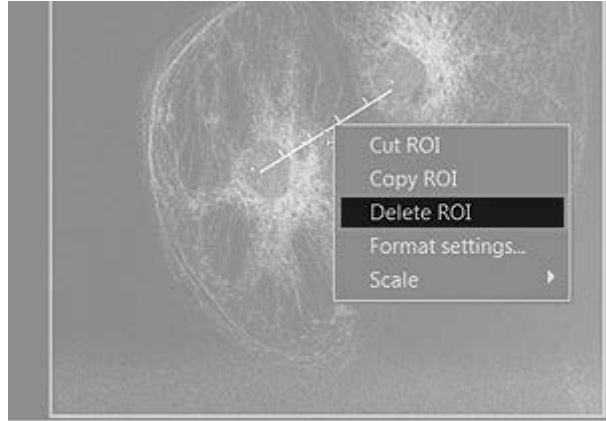 Cut ROI
Copy ROI
Delete ROI
Format settings...
Scale